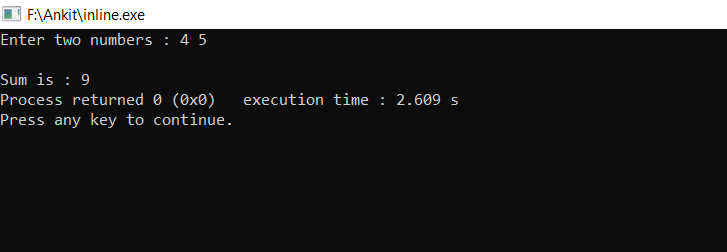 F:\Ankit\inline.exe
Enter two numbers : 4 5
Sum is : 9
Process returned 0 (0x0)   execution time : 2.609 s
Press any key to continue.